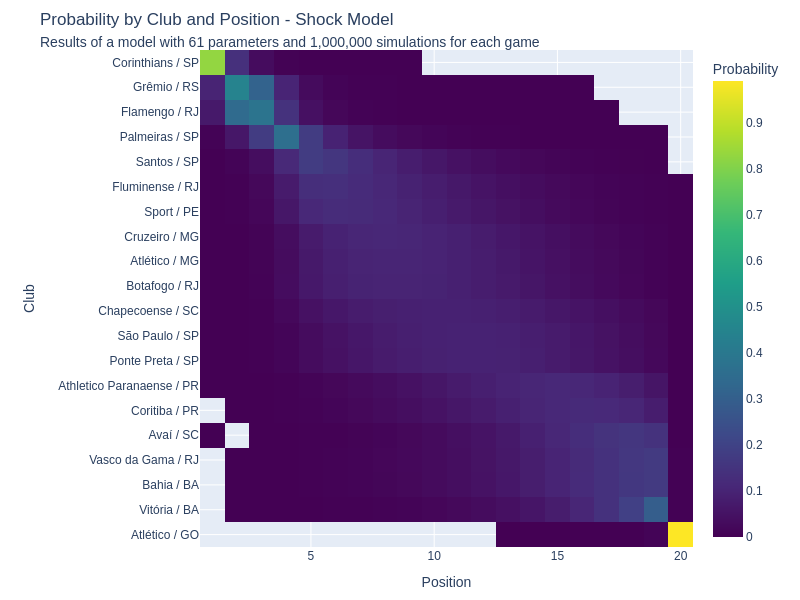 Probability by Club and Position - Shock Model
Results of a model with 61 parameters and 1,000,000 simulations for each game
Probability
Corinthians / SP
Grêmio / RS
Flamengo / RJ
Palmeiras / SP
Santos / SP
Fluminense / RJ
Sport / PE
Cruzeiro / MG
Atlético / MG
Botafogo / RJ
Chapecoense / SC
São Paulo / SP
Ponte Preta / SP
Athletico Paranaense / PR
Coritiba / PR
Avaí / SC
Vasco da Gama / RJ
Bahia / BA
Vitória / BA
Atlético / GO
Club
5
10
15
20
Position
0.9
0.8
0.7
0.6
0.5
0.4
0.3
0.2
0.1
0